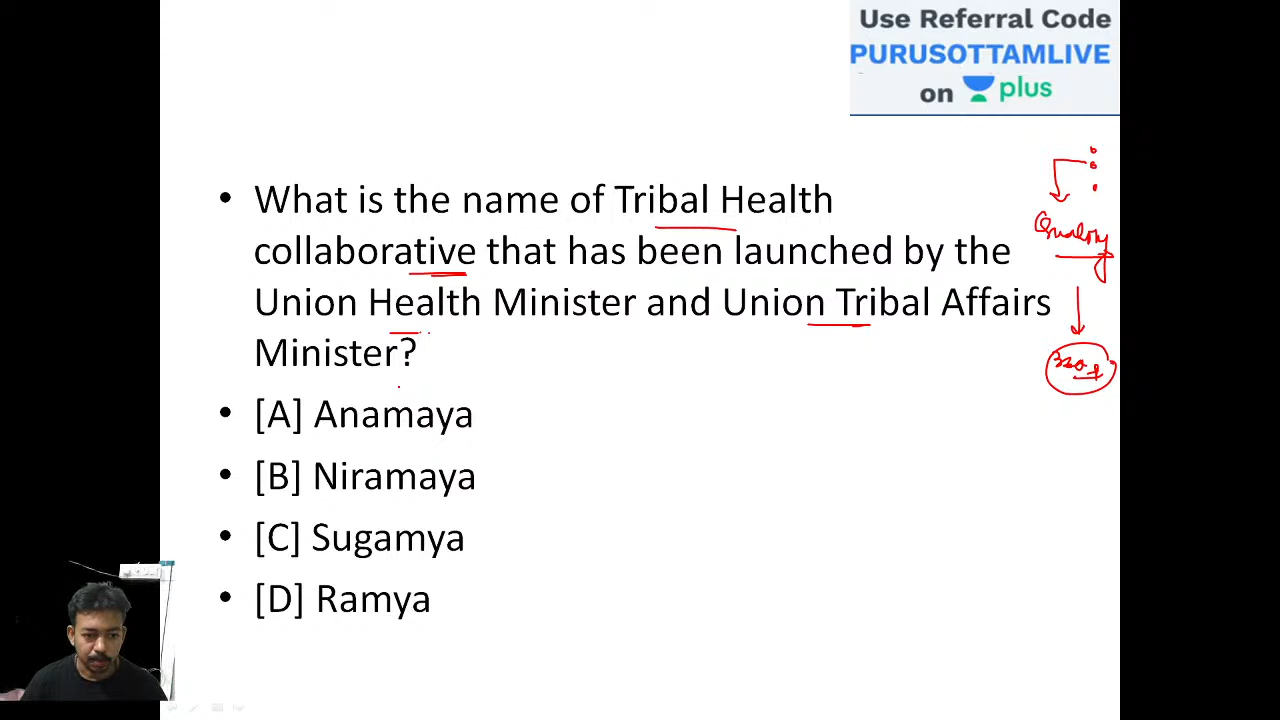 Use Referral Code
PURUSOTTAMLIVE
on plus
• What is the name of Tribal Health
collaborative that has been launched by the
Union Health Minister and Union Tribal Affairs
Minister?
• [A] Anamaya
• [B] Niramaya
• [C] Sugamya
• [D] Ramya